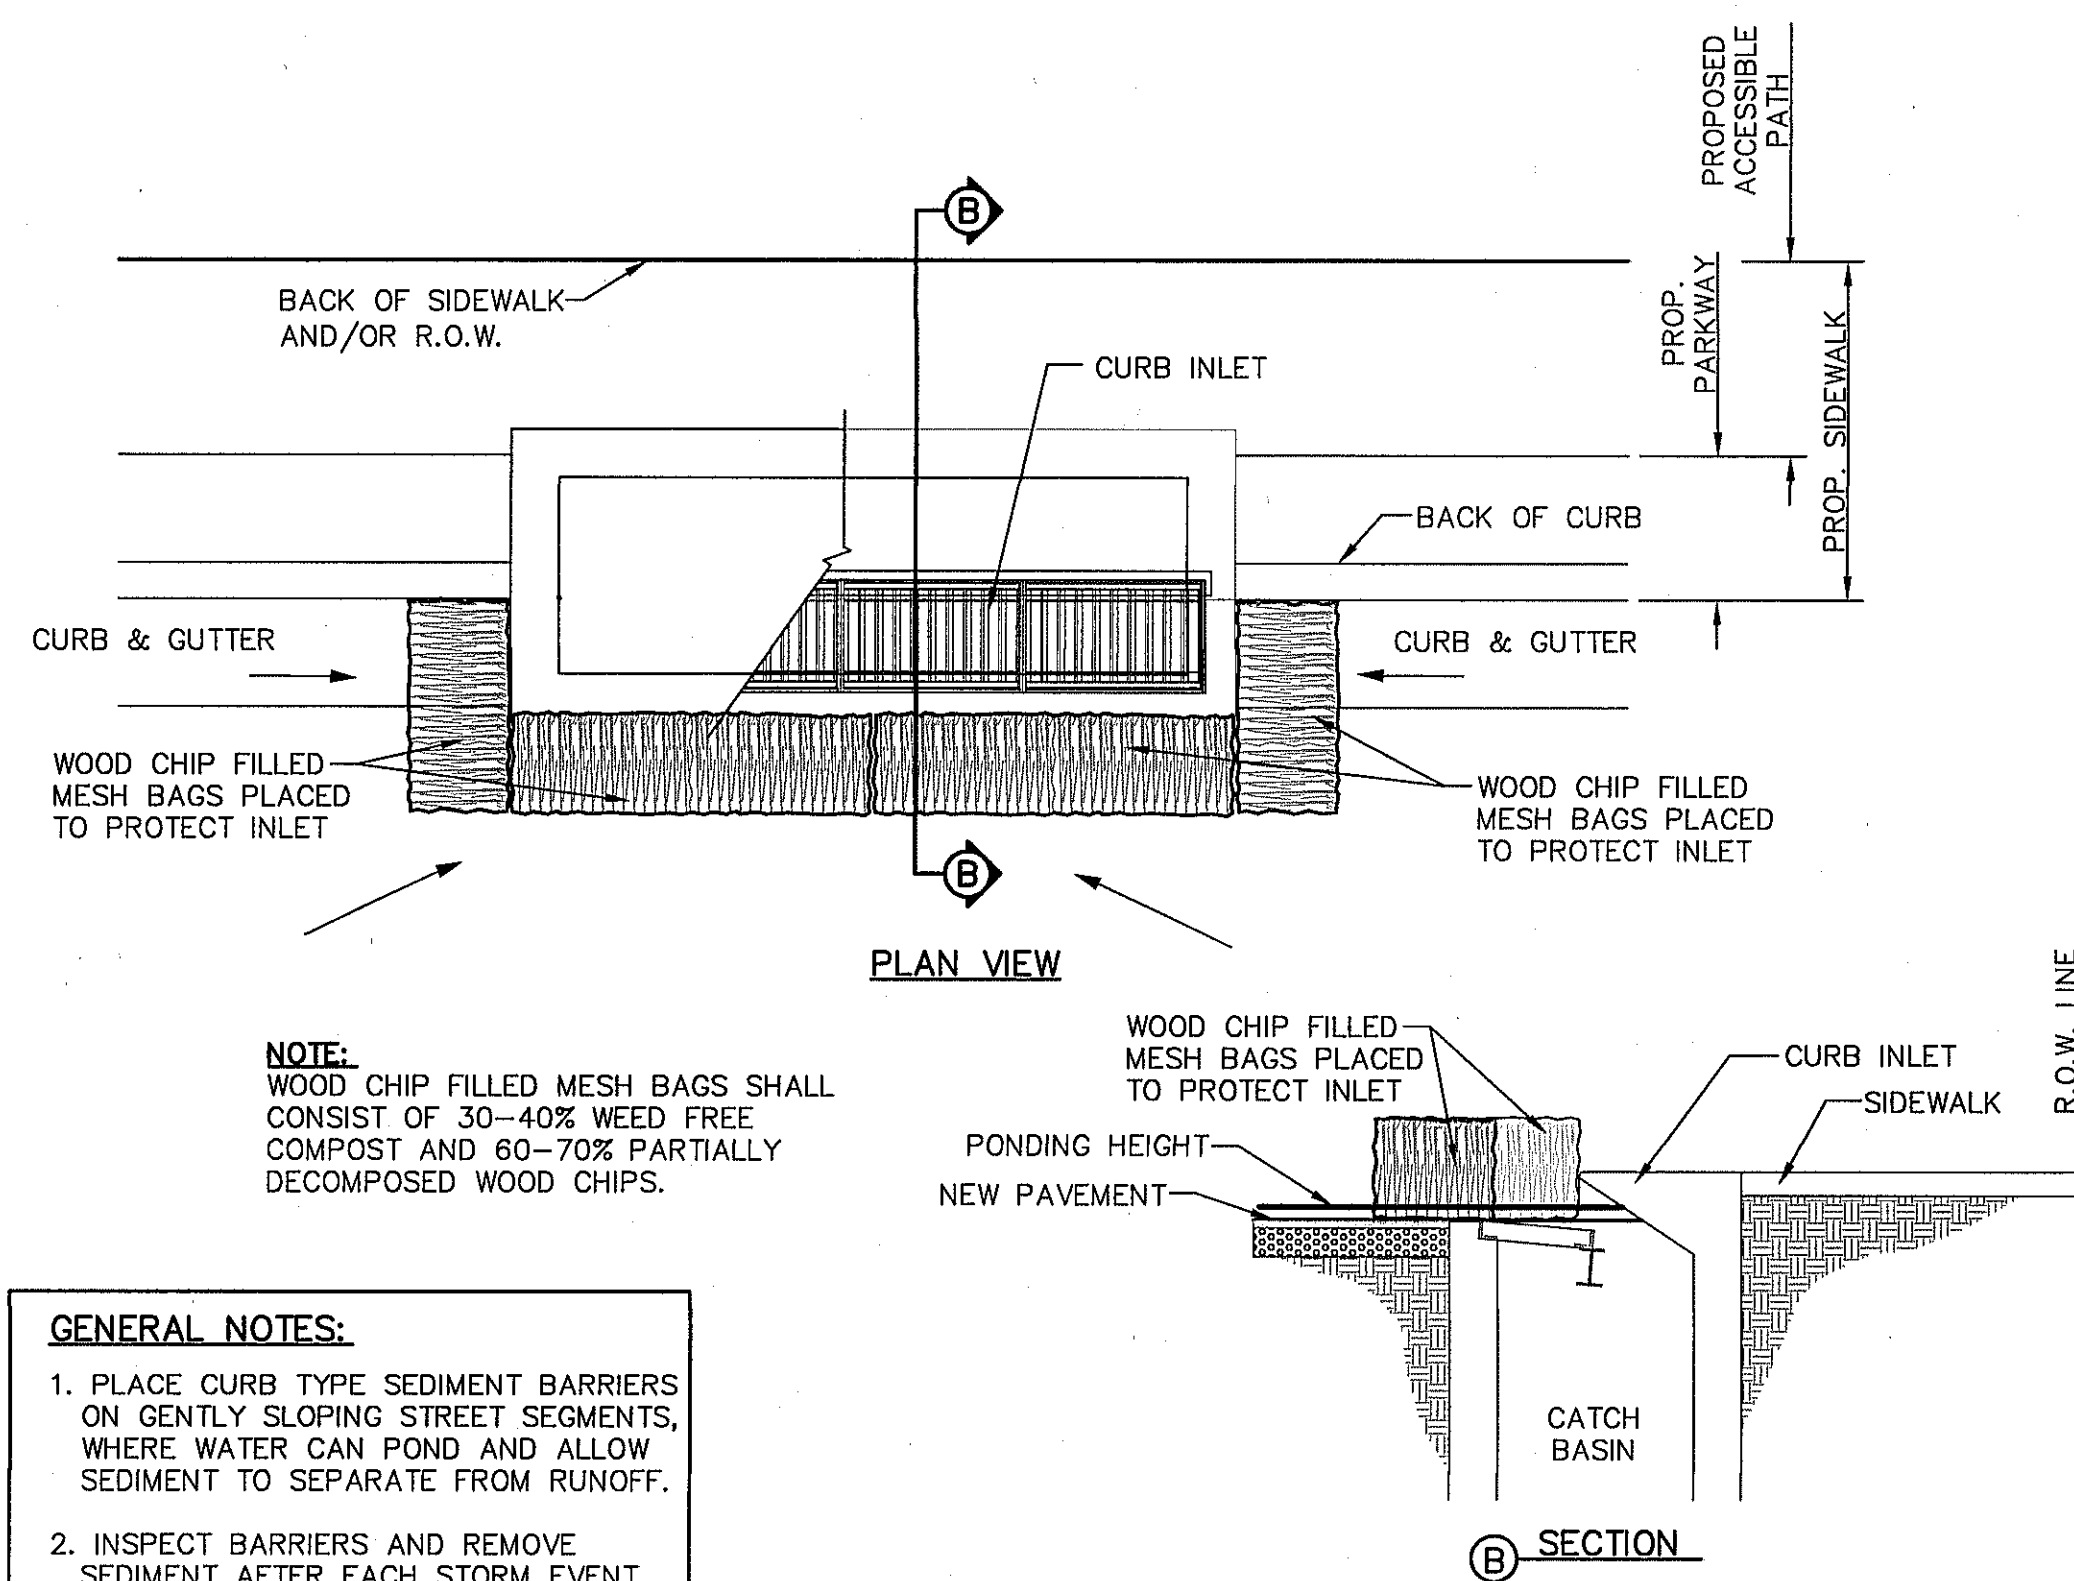 PROPOSED
ACCESSIBLE
PATH
B
BACK OF SIDEWALK
AND/OR R.O.W.
PROP.
PARKWAY
PROP. SIDEWALK
CURB INLET
BACK OF CURB
CURB & GUTTER
CURB & GUTTER
WOOD CHIP FILLED
MESH BAGS PLACED
TO PROTECT INLET
WOOD CHIP FILLED
MESH BAGS PLACED
TO PROTECT INLET
B
PLAN VIEW
NOTE:
WOOD CHIP FILLED MESH BAGS SHALL
CONSIST OF 30-40% WEED FREE
COMPOST AND 60-70% PARTIALLY
DECOMPOSED WOOD CHIPS.
WOOD CHIP FILLED
MESH BAGS PLACED
TO PROTECT INLET
CURB INLET
R.O.W. LINE
SIDEWALK
PONDING HEIGHT
NEW PAVEMENT
CATCH
BASIN
B SECTION
GENERAL NOTES:
1. PLACE CURB TYPE SEDIMENT BARRIERS
ON GENTLY SLOPING STREET SEGMENTS,
WHERE WATER CAN POND AND ALLOW
SEDIMENT TO SEPARATE FROM RUNOFF.
2. INSPECT BARRIERS AND REMOVE
SEDIMENT AFTER EACH STORM EVENT